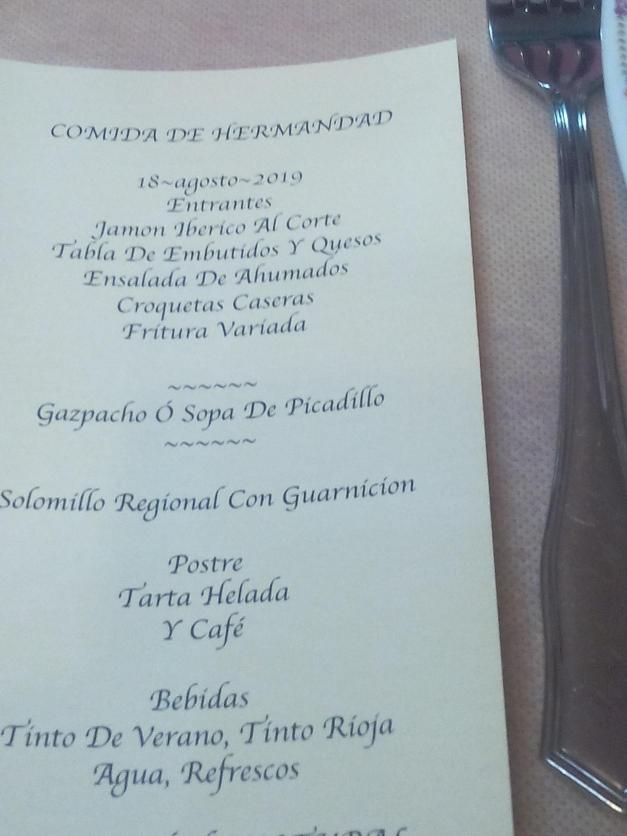 COMIDA DE HERMANDAD
18~agosto~2019
Entrantes
Jamon Iberico Al Corte
Tabla De Embutidos Y Quesos
Ensalada De Ahumados
Croquetas Caseras
Fritura Variada
~~~~~~
Gazpacho Ó Sopa De Picadillo
~~~~~~
Solomillo Regional Con Guarnicion
Postre
Tarta Helada
Y Café
Bebidas
Tinto De Verano, Tinto Rioja
Agua, Refrescos